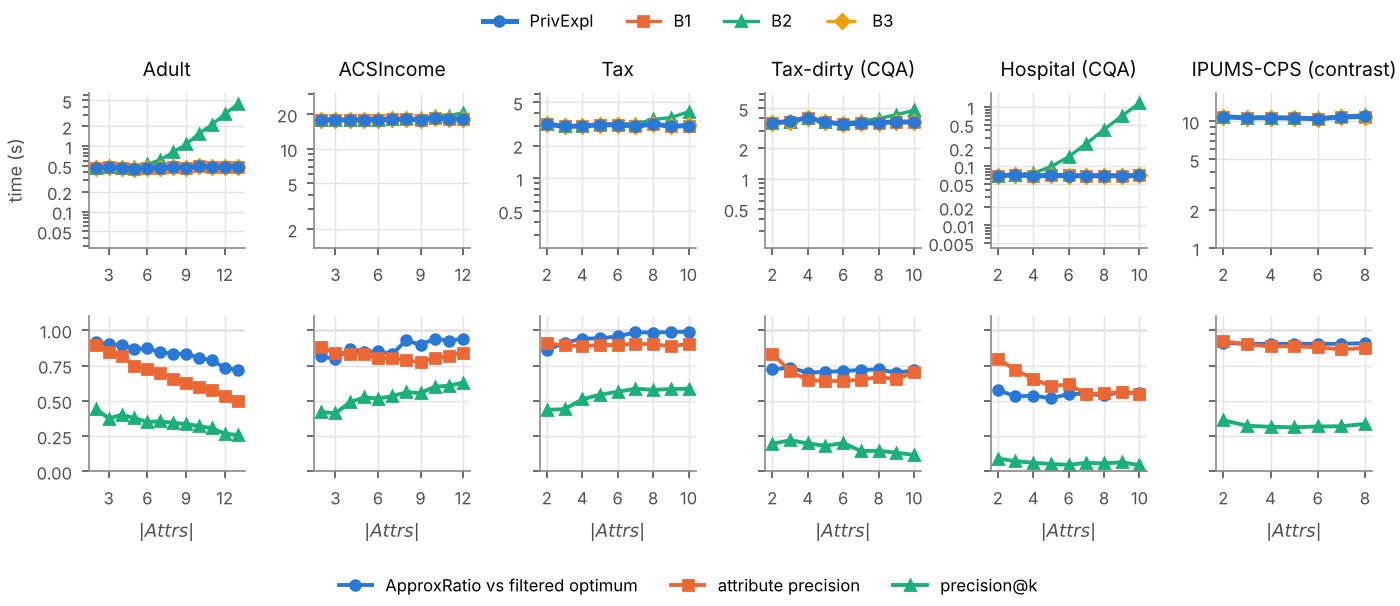 PrivExpl B1 B2 B3
Adult ACSIncome Tax Tax-dirty (CQA) Hospital (CQA) IPUMS-CPS (contrast)
time (s)
5 2 1 0.5 0.2 0.1 0.05
20 10 5 2
5 2 1 0.5
5 2 1 0.5
1 0.5 0.2 0.1 0.05 0.02 0.01 0.005
10 5 2 1
3 6 9 12 3 6 9 12 2 4 6 8 10 2 4 6 8 10 2 4 6 8 10 2 4 6 8
1.00
0.75
0.50
0.25
0.00
3 6 9 12 3 6 9 12 2 4 6 8 10 2 4 6 8 10 2 4 6 8 10 2 4 6 8
|Attrs| |Attrs| |Attrs| |Attrs| |Attrs| |Attrs|
ApproxRatio vs filtered optimum attribute precision precision@k